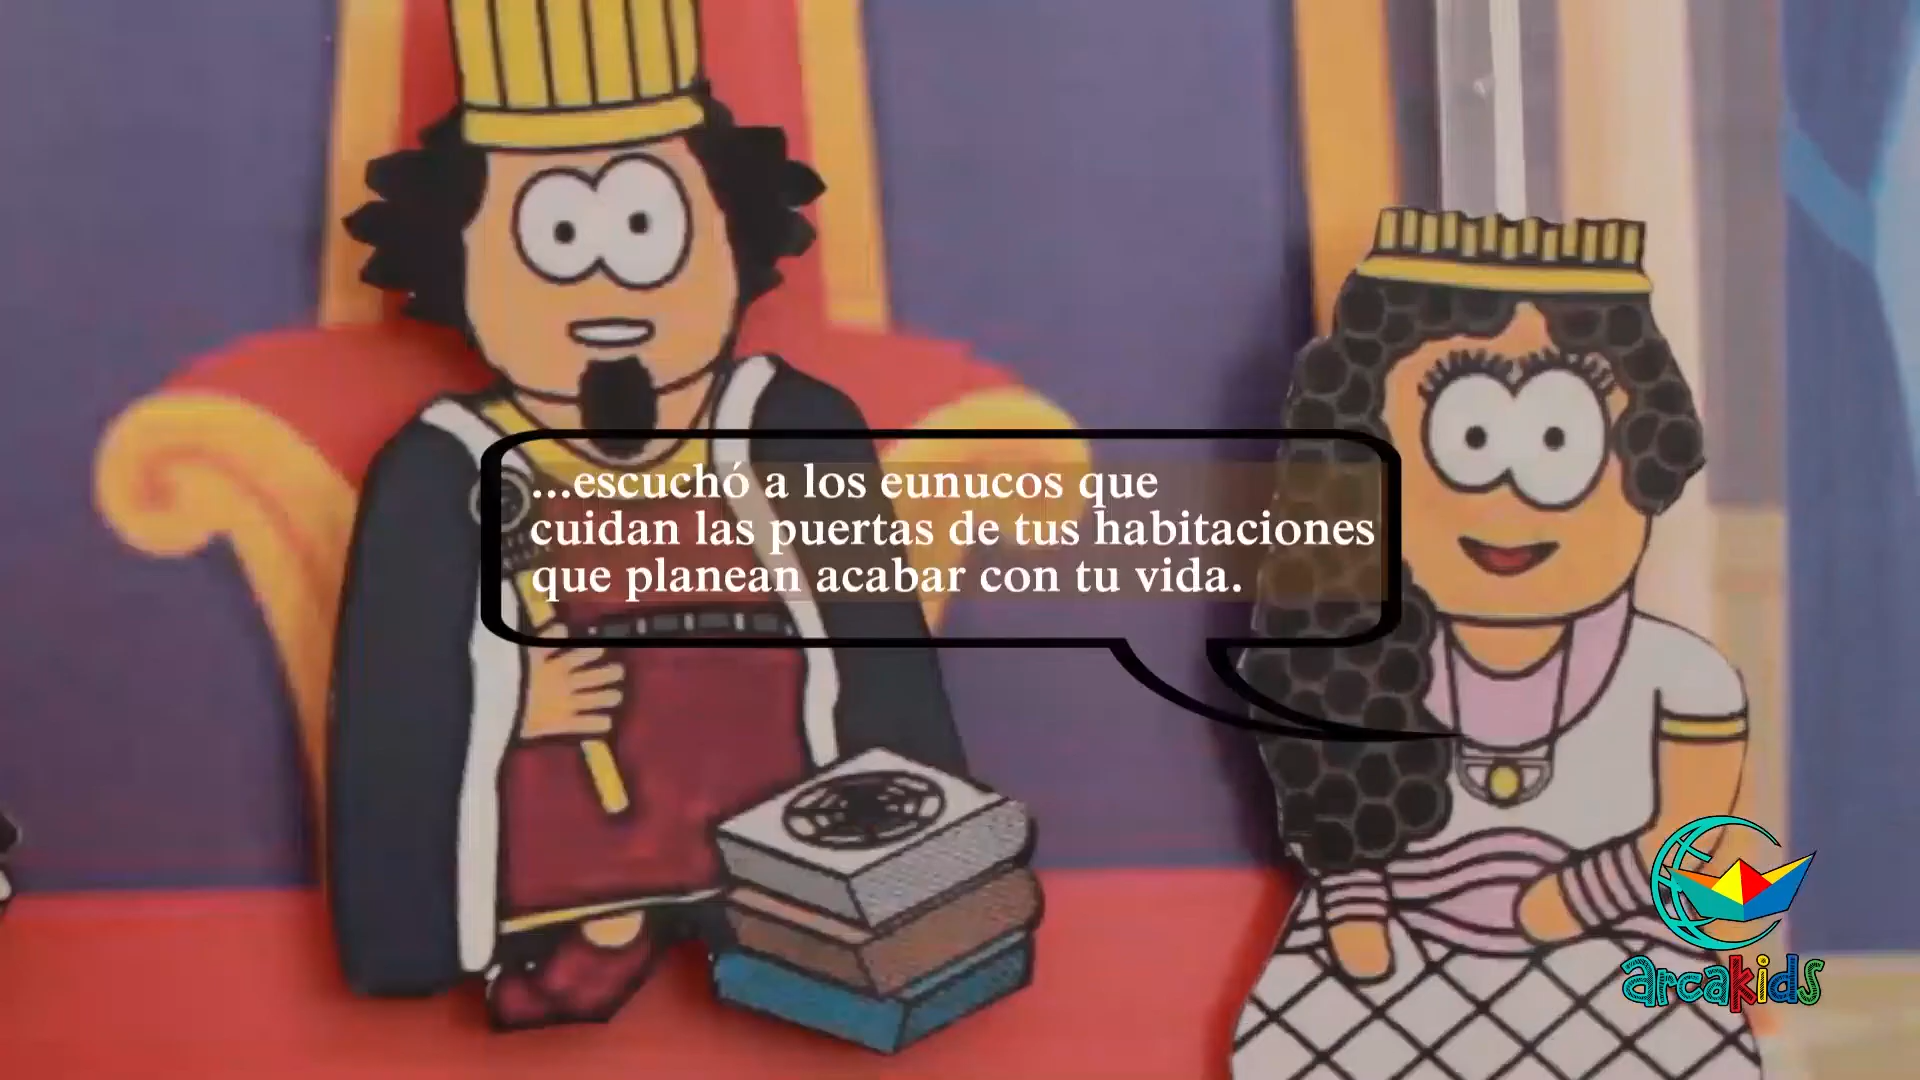 ...escuchó a los eunucos que
cuidan las puertas de tus habitaciones
que planean acabar con tu vida.
arcakids